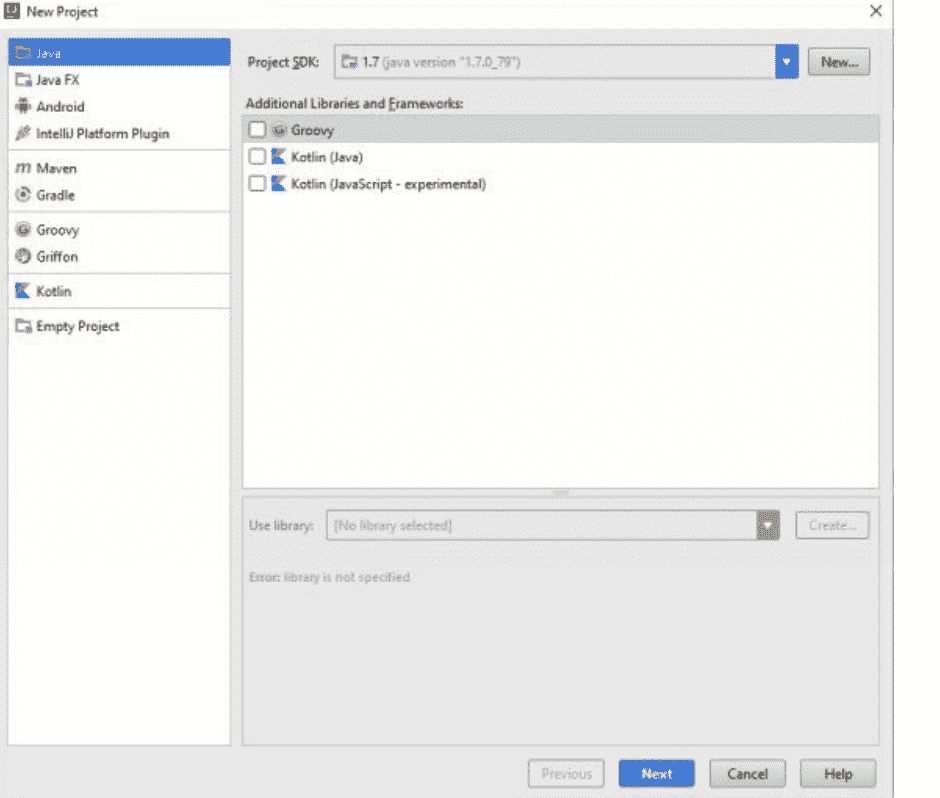 New Project
Java
Java FX
Android
IntelliJ Platform Plugin
Maven
Gradle
Groovy
Griffon
Kotlin
Empty Project
Project SDK: 1.7 (java version "1.7.0_79") New...
Additional Libraries and Frameworks:
Groovy
Kotlin (Java)
Kotlin (JavaScript - experimental)
Use library: [No library selected] Create...
Error: library is not specified
Previous Next Cancel Help